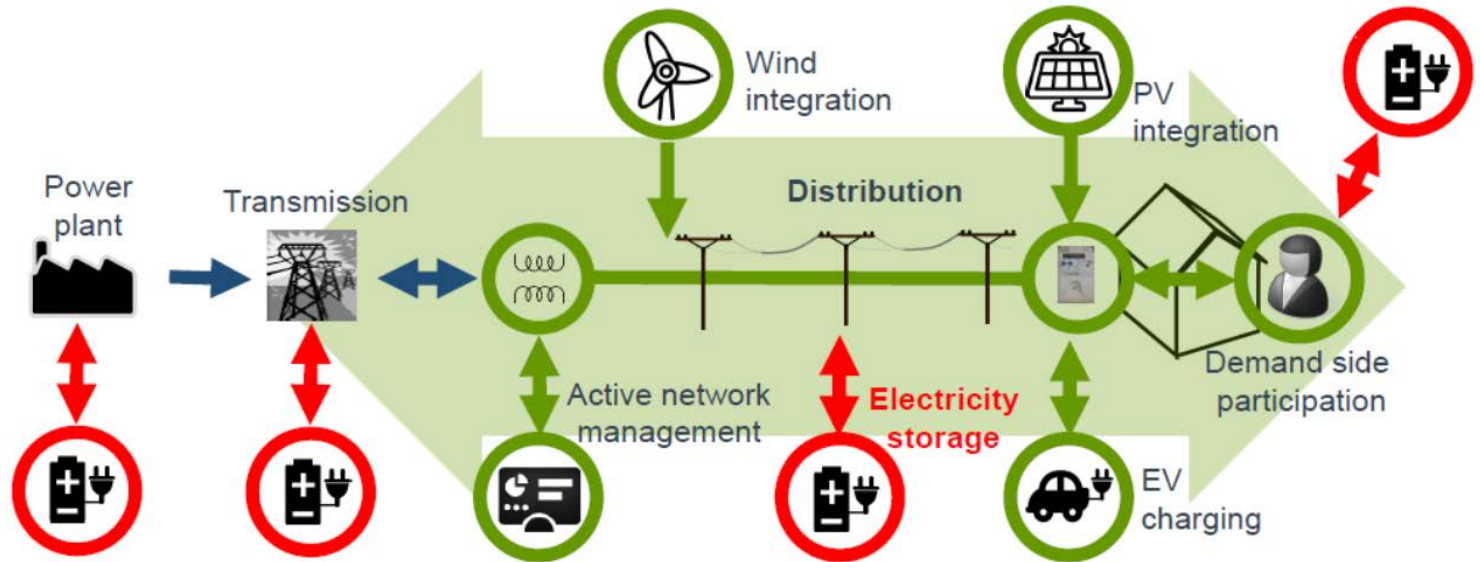 Wind
integration
PV
integration
Power
plant
Transmission
Distribution
Active network
management
Electricity
storage
Demand side
participation
EV
charging